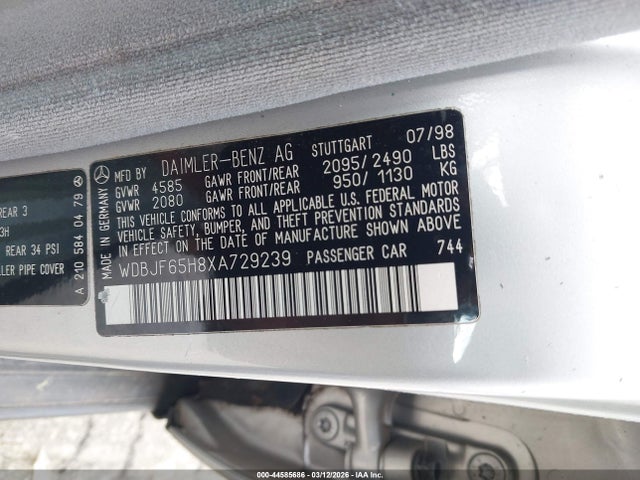 REAR 3
3H
REAR 34 PSI
LLER PIPE COVER
A 210 584 04 79
MADE IN GERMANY
MFD BY DAIMLER-BENZ AG STUTTGART 07/98
GVWR 4585 GAWR FRONT/REAR 2095/2490 LBS
GVWR 2080 GAWR FRONT/REAR 950/1130 KG
THIS VEHICLE CONFORMS TO ALL APPLICABLE U.S. FEDERAL MOTOR
VEHICLE SAFETY, BUMPER, AND THEFT PREVENTION STANDARDS
IN EFFECT ON THE DATE OF MANUFACTURE SHOWN ABOVE
WDBJF65H8XA729239 PASSENGER CAR 744
000-44585686 - 03/12/2026 - IAA Inc.